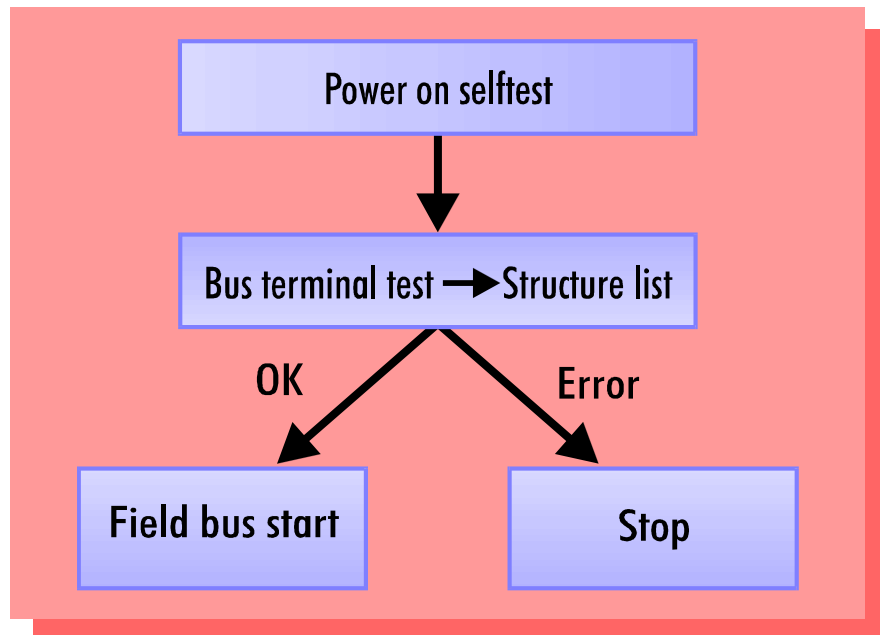 Power on selftest
Bus terminal test → Structure list
OK
Error
Field bus start
Stop